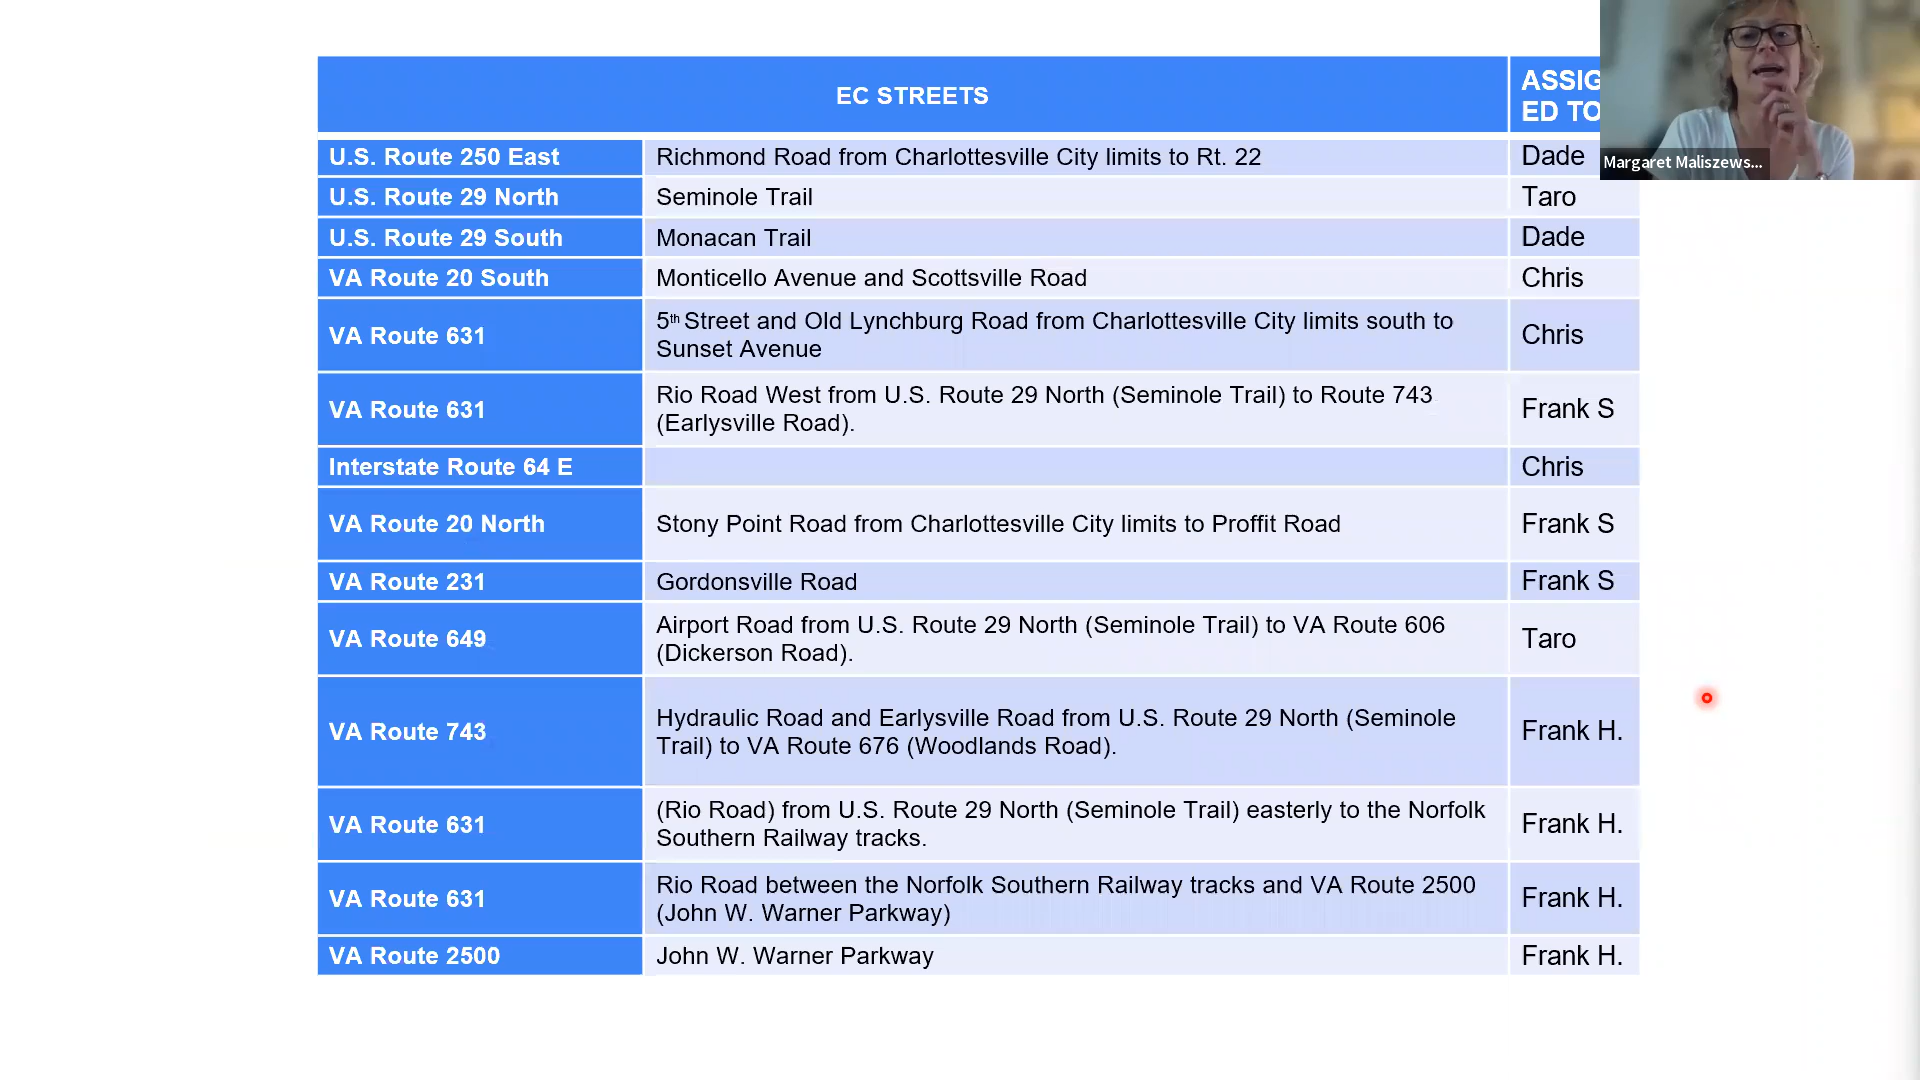 EC STREETS
ASSIG
ED TO
U.S. Route 250 East
Richmond Road from Charlottesville City limits to Rt. 22
Dade
U.S. Route 29 North
Seminole Trail
Taro
U.S. Route 29 South
Monacan Trail
Dade
VA Route 20 South
Monticello Avenue and Scottsville Road
Chris
VA Route 631
5th Street and Old Lynchburg Road from Charlottesville City limits south to
Sunset Avenue
Chris
VA Route 631
Rio Road West from U.S. Route 29 North (Seminole Trail) to Route 743
(Earlysville Road).
Frank S
Interstate Route 64 E
Chris
VA Route 20 North
Stony Point Road from Charlottesville City limits to Proffit Road
Frank S
VA Route 231
Gordonsville Road
Frank S
VA Route 649
Airport Road from U.S. Route 29 North (Seminole Trail) to VA Route 606
(Dickerson Road).
Taro
VA Route 743
Hydraulic Road and Earlysville Road from U.S. Route 29 North (Seminole
Trail) to VA Route 676 (Woodlands Road).
Frank H.
VA Route 631
(Rio Road) from U.S. Route 29 North (Seminole Trail) easterly to the Norfolk
Southern Railway tracks.
Frank H.
VA Route 631
Rio Road between the Norfolk Southern Railway tracks and VA Route 2500
(John W. Warner Parkway)
Frank H.
VA Route 2500
John W. Warner Parkway
Frank H.
Margaret Maliszews...